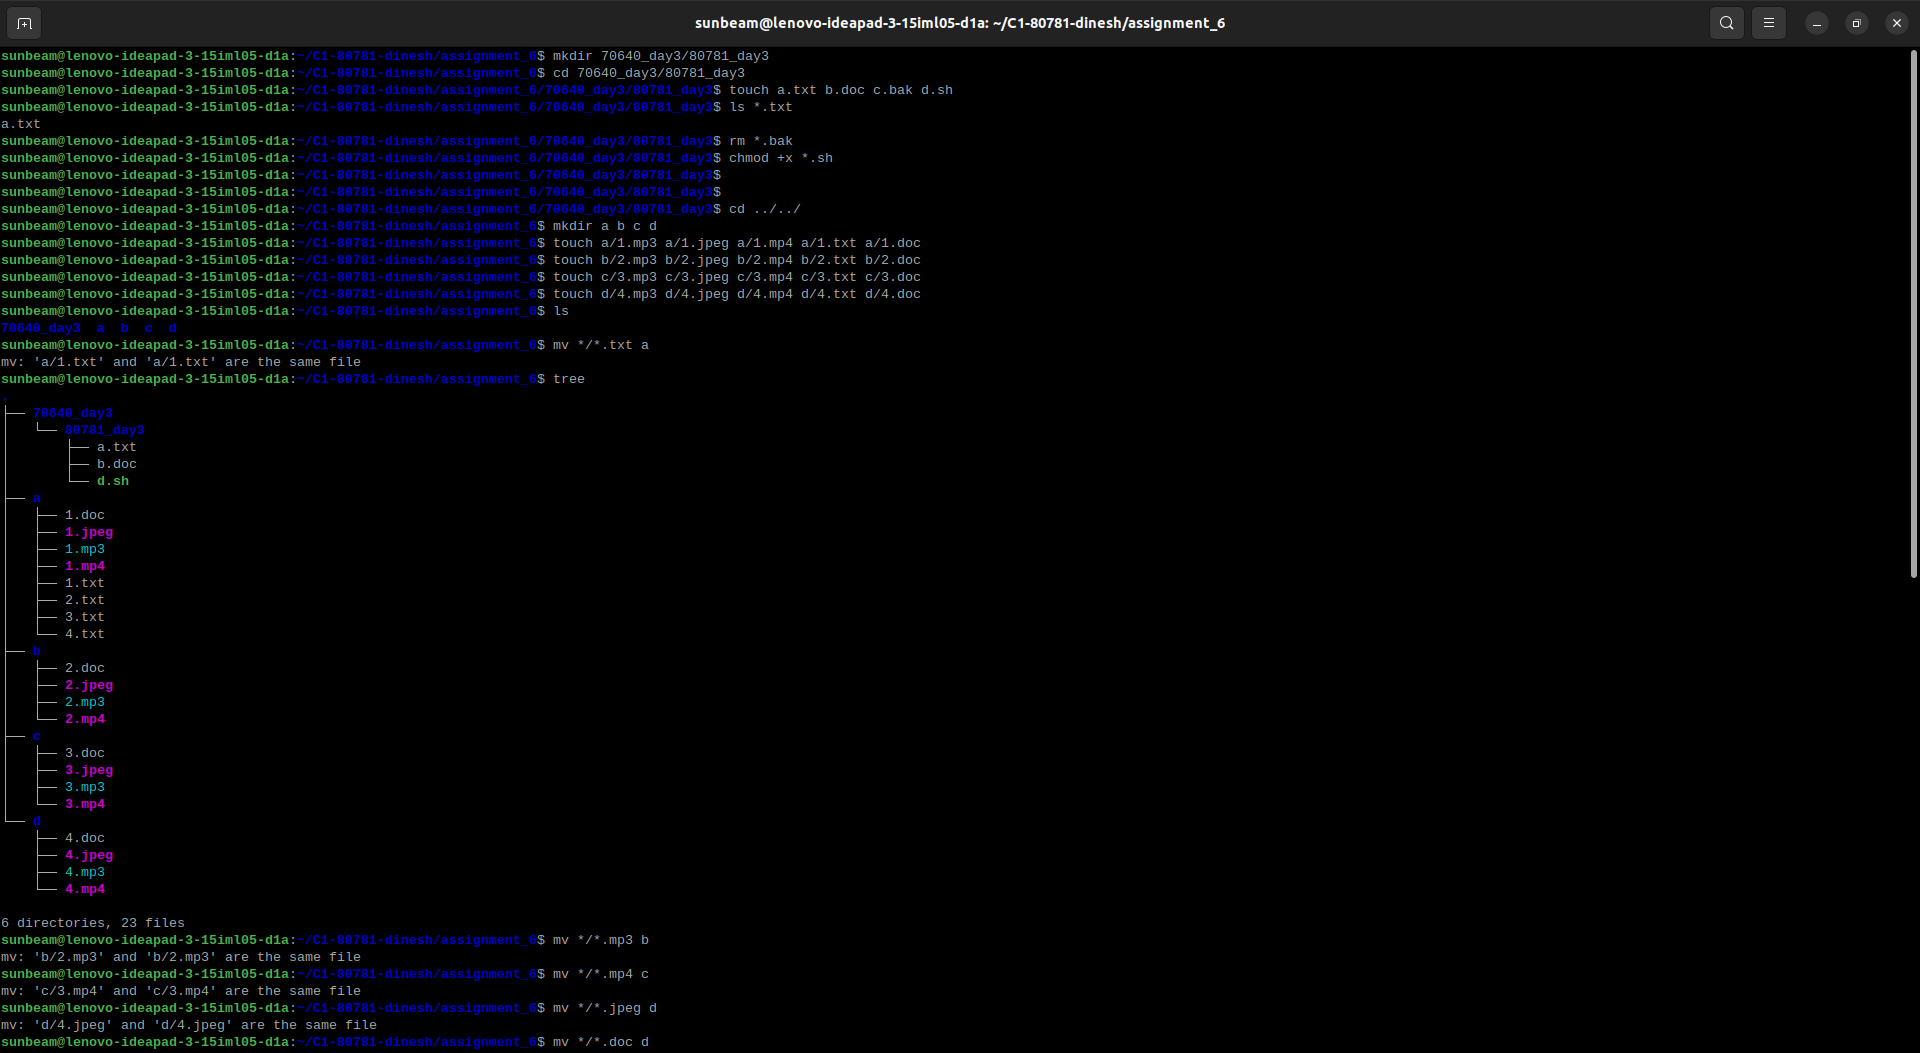 sunbeam@lenovo-ideapad-3-15iml05-d1a: ~/C1-80781-dinesh/assignment_6
sunbeam@lenovo-ideapad-3-15iml05-d1a:~/C1-80781-dinesh/assignment_6$ mkdir 70640_day3/80781_day3
sunbeam@lenovo-ideapad-3-15iml05-d1a:~/C1-80781-dinesh/assignment_6$ cd 70640_day3/80781_day3
sunbeam@lenovo-ideapad-3-15iml05-d1a:~/C1-80781-dinesh/assignment_6/70640_day3/80781_day3$ touch a.txt b.doc c.bak d.sh
sunbeam@lenovo-ideapad-3-15iml05-d1a:~/C1-80781-dinesh/assignment_6/70640_day3/80781_day3$ ls *.txt
a.txt
sunbeam@lenovo-ideapad-3-15iml05-d1a:~/C1-80781-dinesh/assignment_6/70640_day3/80781_day3$ rm *.bak
sunbeam@lenovo-ideapad-3-15iml05-d1a:~/C1-80781-dinesh/assignment_6/70640_day3/80781_day3$ chmod +x *.sh
sunbeam@lenovo-ideapad-3-15iml05-d1a:~/C1-80781-dinesh/assignment_6/70640_day3/80781_day3$
sunbeam@lenovo-ideapad-3-15iml05-d1a:~/C1-80781-dinesh/assignment_6/70640_day3/80781_day3$
sunbeam@lenovo-ideapad-3-15iml05-d1a:~/C1-80781-dinesh/assignment_6/70640_day3/80781_day3$ cd ../../
sunbeam@lenovo-ideapad-3-15iml05-d1a:~/C1-80781-dinesh/assignment_6$ mkdir a b c d
sunbeam@lenovo-ideapad-3-15iml05-d1a:~/C1-80781-dinesh/assignment_6$ touch a/1.mp3 a/1.jpeg a/1.mp4 a/1.txt a/1.doc
sunbeam@lenovo-ideapad-3-15iml05-d1a:~/C1-80781-dinesh/assignment_6$ touch b/2.mp3 b/2.jpeg b/2.mp4 b/2.txt b/2.doc
sunbeam@lenovo-ideapad-3-15iml05-d1a:~/C1-80781-dinesh/assignment_6$ touch c/3.mp3 c/3.jpeg c/3.mp4 c/3.txt c/3.doc
sunbeam@lenovo-ideapad-3-15iml05-d1a:~/C1-80781-dinesh/assignment_6$ touch d/4.mp3 d/4.jpeg d/4.mp4 d/4.txt d/4.doc
sunbeam@lenovo-ideapad-3-15iml05-d1a:~/C1-80781-dinesh/assignment_6$ ls
70640_day3  a  b  c  d
sunbeam@lenovo-ideapad-3-15iml05-d1a:~/C1-80781-dinesh/assignment_6$ mv */*.txt a
mv: 'a/1.txt' and 'a/1.txt' are the same file
sunbeam@lenovo-ideapad-3-15iml05-d1a:~/C1-80781-dinesh/assignment_6$ tree
.
├── 70640_day3
│   └── 80781_day3
│       ├── a.txt
│       ├── b.doc
│       └── d.sh
├── a
│   ├── 1.doc
│   ├── 1.jpeg
│   ├── 1.mp3
│   ├── 1.mp4
│   ├── 1.txt
│   ├── 2.txt
│   ├── 3.txt
│   └── 4.txt
├── b
│   ├── 2.doc
│   ├── 2.jpeg
│   ├── 2.mp3
│   └── 2.mp4
├── c
│   ├── 3.doc
│   ├── 3.jpeg
│   ├── 3.mp3
│   └── 3.mp4
└── d
    ├── 4.doc
    ├── 4.jpeg
    ├── 4.mp3
    └── 4.mp4
6 directories, 23 files
sunbeam@lenovo-ideapad-3-15iml05-d1a:~/C1-80781-dinesh/assignment_6$ mv */*.mp3 b
mv: 'b/2.mp3' and 'b/2.mp3' are the same file
sunbeam@lenovo-ideapad-3-15iml05-d1a:~/C1-80781-dinesh/assignment_6$ mv */*.mp4 c
mv: 'c/3.mp4' and 'c/3.mp4' are the same file
sunbeam@lenovo-ideapad-3-15iml05-d1a:~/C1-80781-dinesh/assignment_6$ mv */*.jpeg d
mv: 'd/4.jpeg' and 'd/4.jpeg' are the same file
sunbeam@lenovo-ideapad-3-15iml05-d1a:~/C1-80781-dinesh/assignment_6$ mv */*.doc d